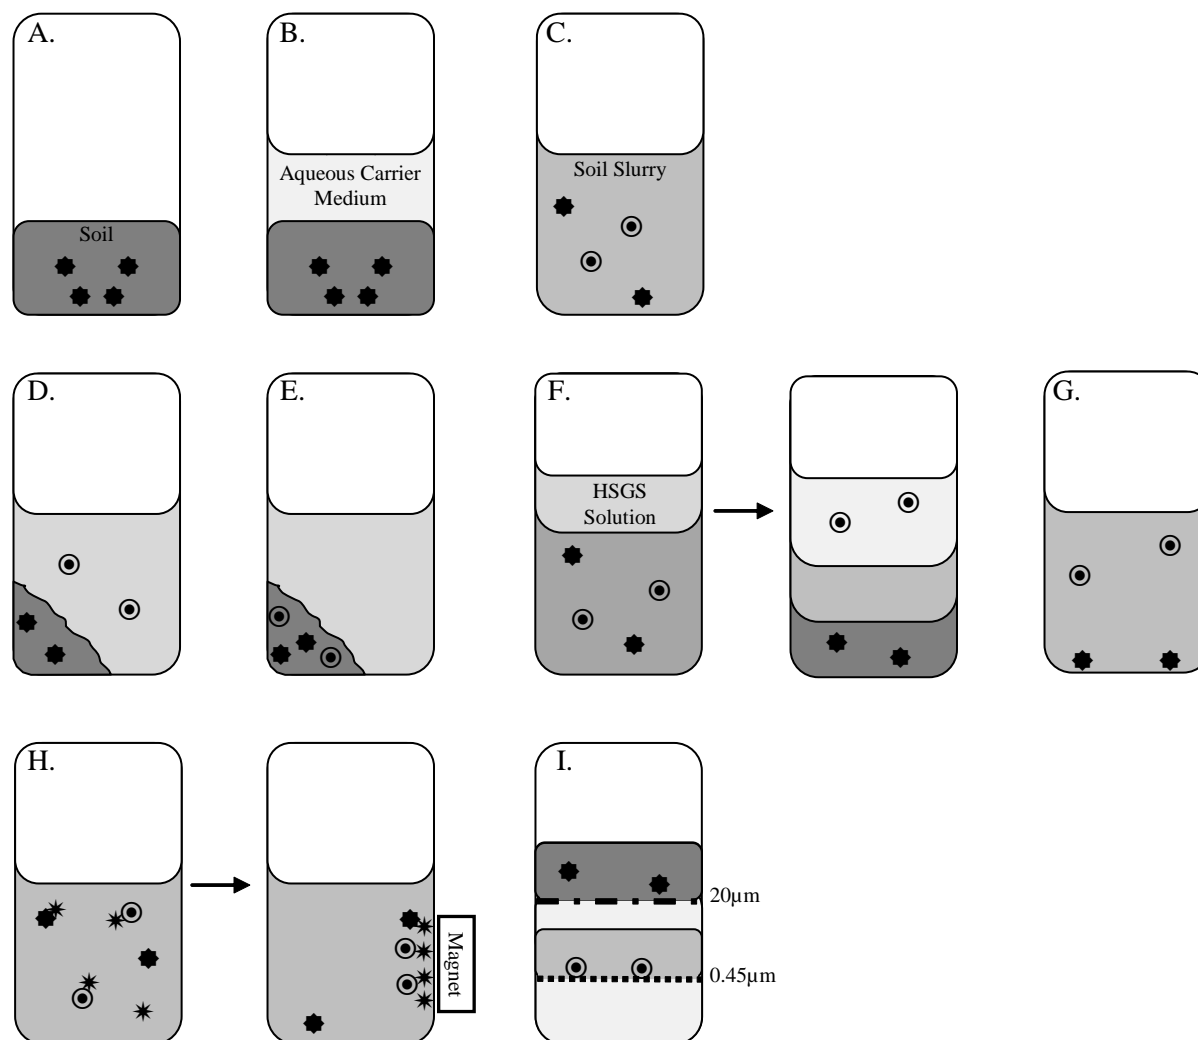 A.
B.
C.
Soil
Aqueous Carrier
Medium
Soil Slurry
D.
E.
F.
G.
HSGS
Solution
H.
I.
Magnet
20µm
0.45µm